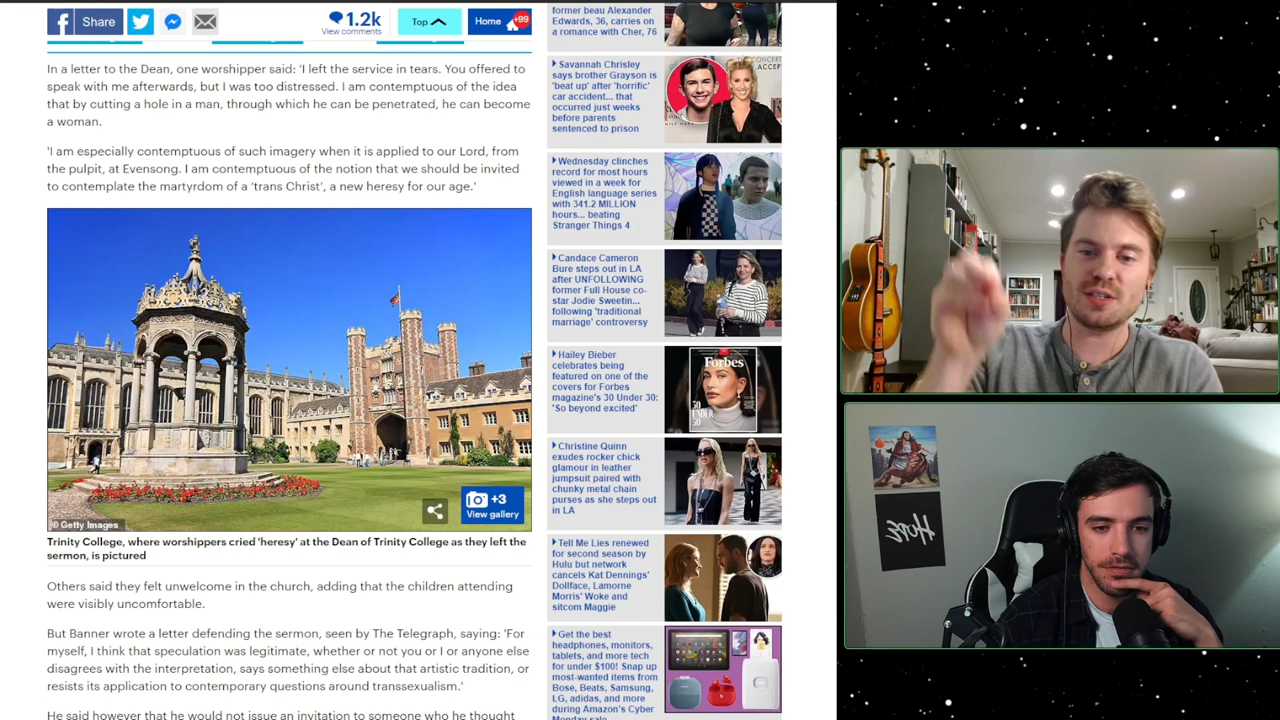 Share
1.2k
View comments
Top
Home
+99
In a letter to the Dean, one worshipper said: 'I left the service in tears. You offered to
speak with me afterwards, but I was too distressed. I am contemptuous of the idea
that by cutting a hole in a man, through which he can be penetrated, he can become
a woman.
'I am especially contemptuous of such imagery when it is applied to our Lord, from
the pulpit, at Evensong. I am contemptuous of the notion that we should be invited
to contemplate the martyrdom of a 'trans Christ', a new heresy for our age.'
+3
View gallery
© Getty Images
Trinity College, where worshippers cried 'heresy' at the Dean of Trinity College as they left the
sermon, is pictured
Others said they felt unwelcome in the church, adding that the children attending
were visibly uncomfortable.
But Banner wrote a letter defending the sermon, seen by The Telegraph, saying: 'For
myself, I think that speculation was legitimate, whether or not you or I or anyone else
disagrees with the interpretation, says something else about that artistic tradition, or
resists its application to contemporary questions around transsexualism.'
He said however that he would not issue an invitation to someone who he thought
former beau Alexander
Edwards, 36, carries on
a romance with Cher, 76
Savannah Chrisley
says brother Grayson is
'beat up' after 'horrific'
car accident... that
occurred just weeks
before parents
sentenced to prison
Wednesday clinches
record for most hours
viewed in a week for
English language series
with 341.2 MILLION
hours... beating
Stranger Things 4
Candace Cameron
Bure steps out in LA
after UNFOLLOWING
former Full House co-
star Jodie Sweetin...
following 'traditional
marriage' controversy
Hailey Bieber
celebrates being
featured on one of the
covers for Forbes
magazine's 30 Under 30:
'So beyond excited'
Forbes
30
UNDER
30
Christine Quinn
exudes rocker chick
glamour in leather
jumpsuit paired with
chunky metal chain
purses as she steps out
in LA
Tell Me Lies renewed
for second season by
Hulu but network
cancels Kat Dennings'
Dollface, Lamorne
Morris' Woke and
sitcom Maggie
Get the best
headphones, monitors,
tablets, and more tech
for under $100! Snap up
most-wanted items from
Bose, Beats, Samsung,
LG, adidas, and more
during Amazon's Cyber
Monday sale
Hope